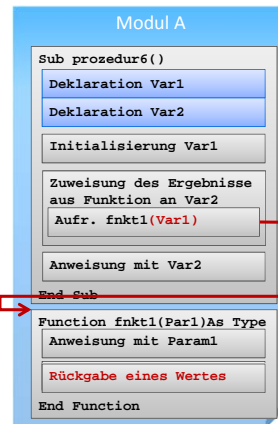 Modul A
Sub prozedur6()
Deklaration Var1
Deklaration Var2
Initialisierung Var1
Zuweisung des Ergebnisse
aus Funktion an Var2
Aufr. fnkt1(Var1)
Anweisung mit Var2
End Sub
Function fnkt1(Par1)As Type
Anweisung mit Param1
Rückgabe eines Wertes
End Function